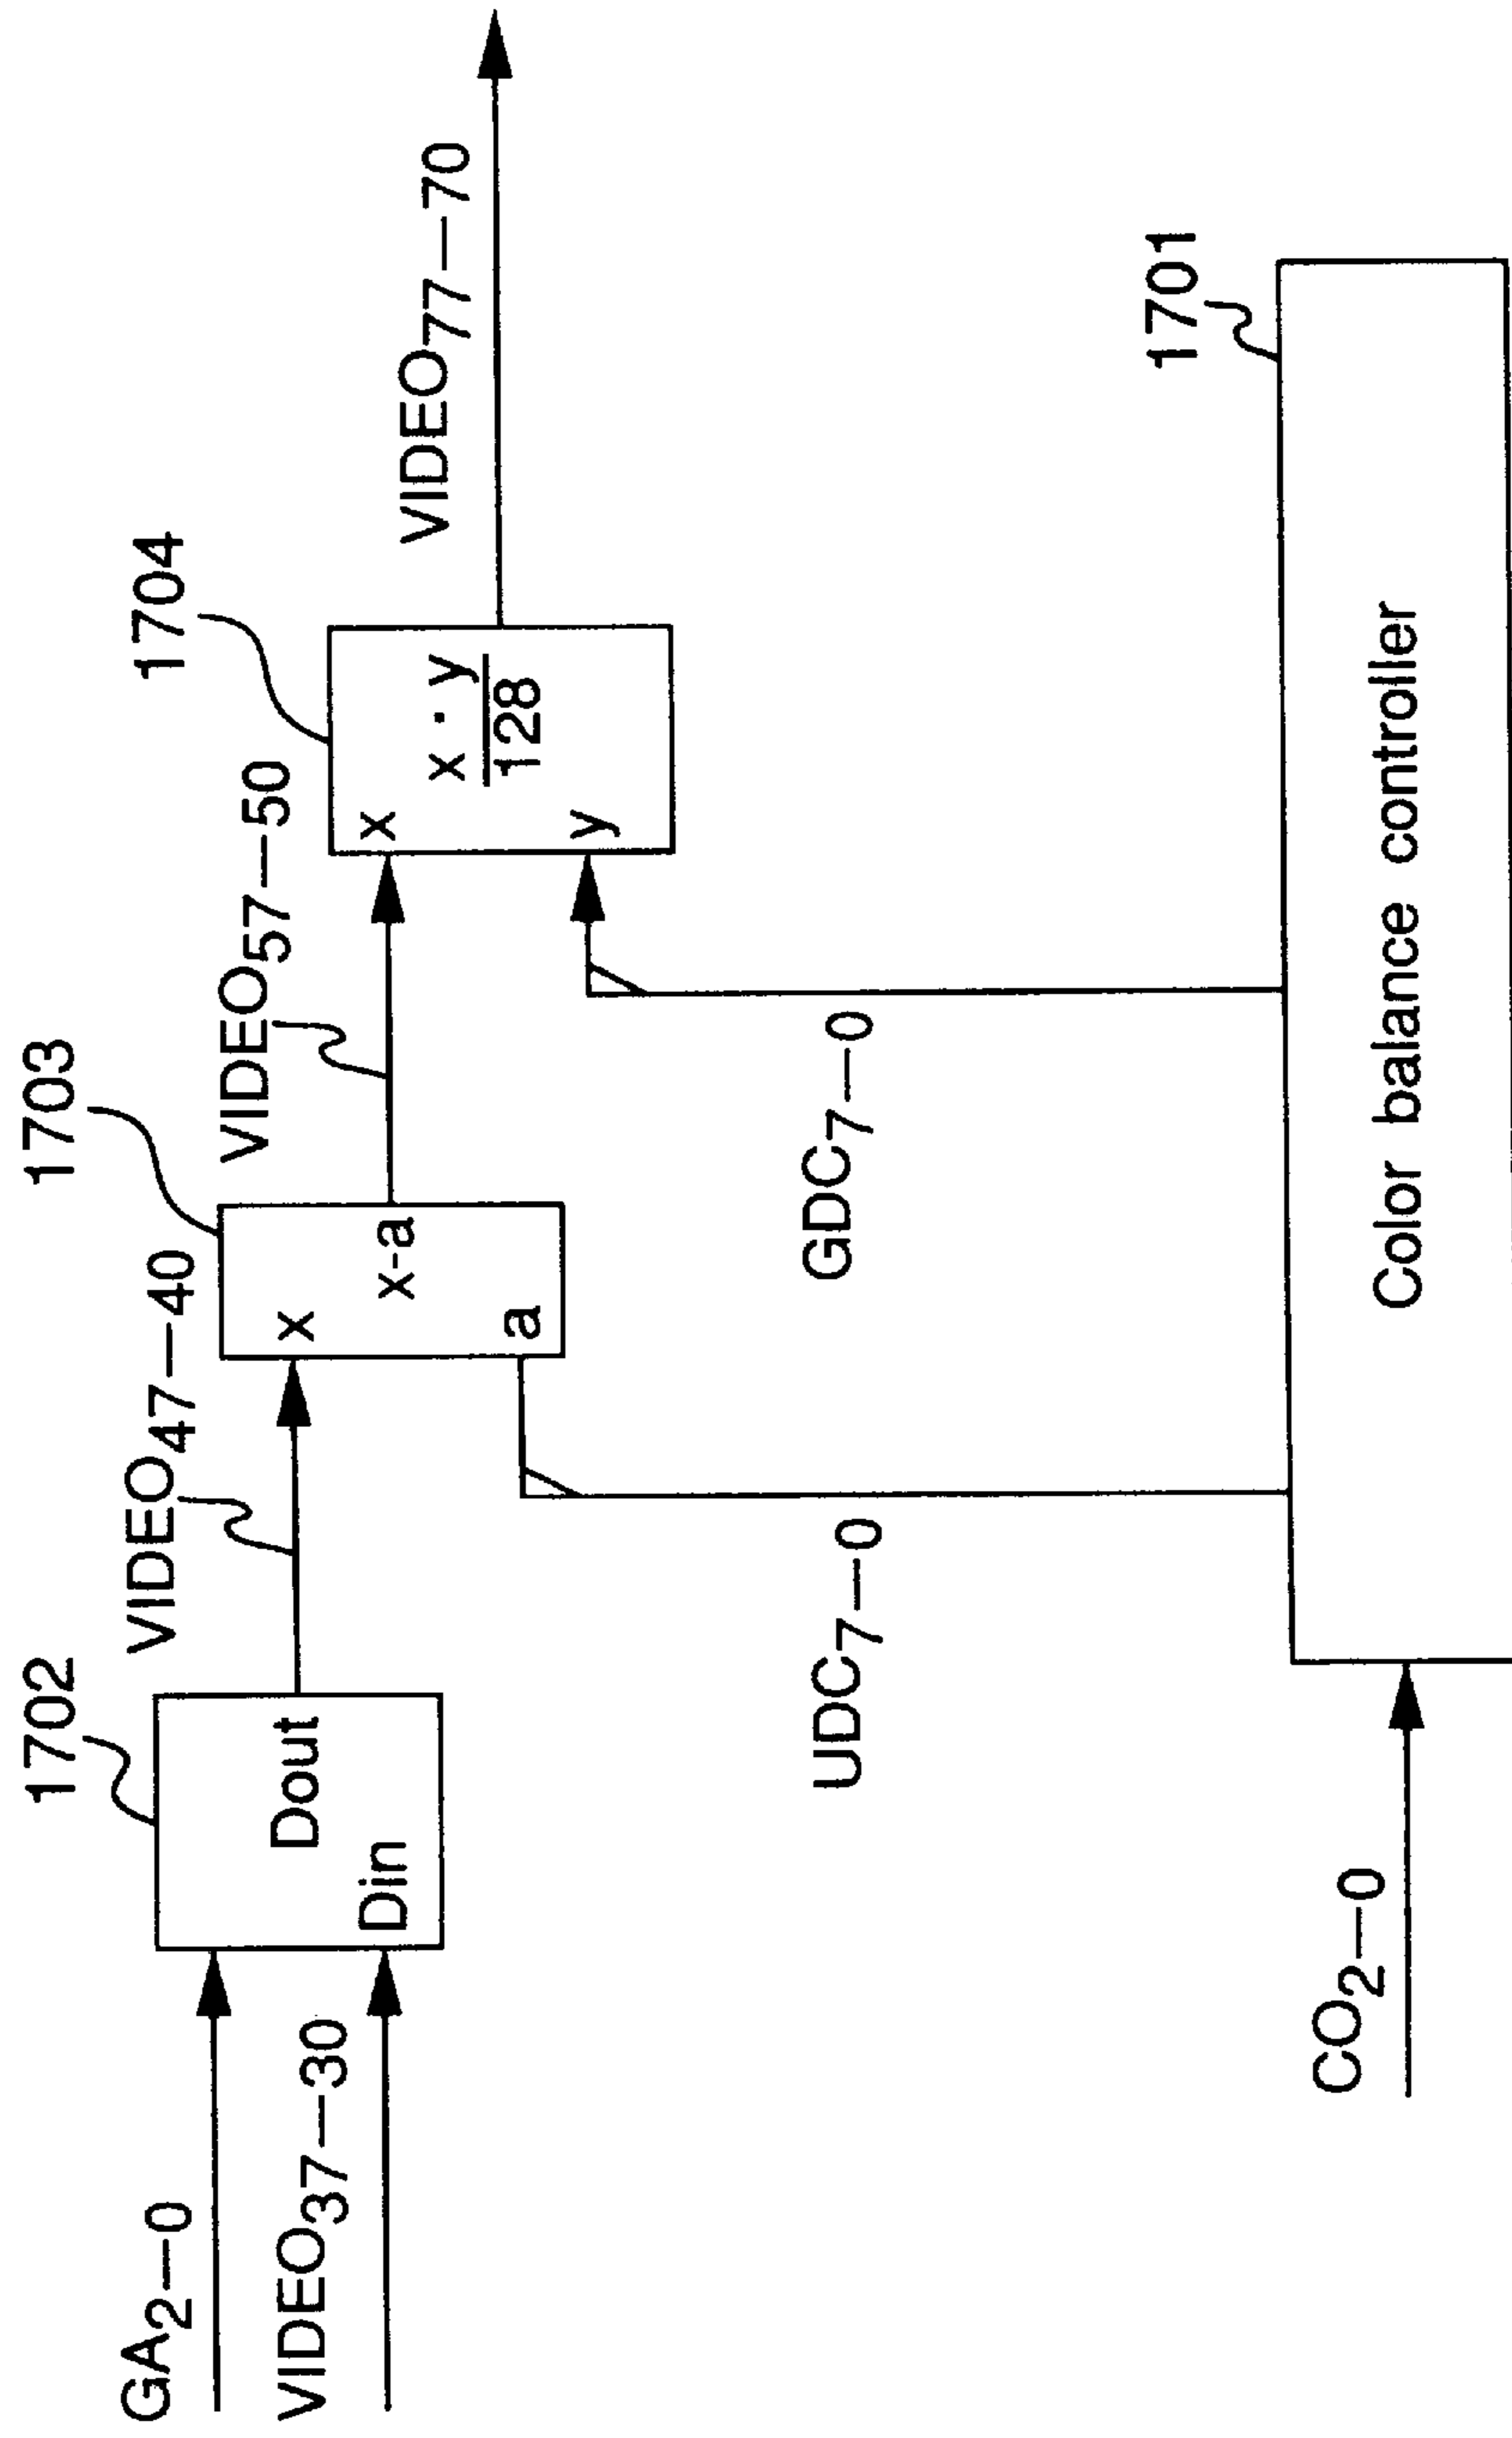 GA2—0
VIDEO37—30
1702
Dout
Din
VIDEO47—40
1703
x
x-a
a
VIDEO57—50
1704
x
x · y
128
y
VIDEO77—70
UDC7—0
GDC7—0
CO2—0
1701
Color balance controller